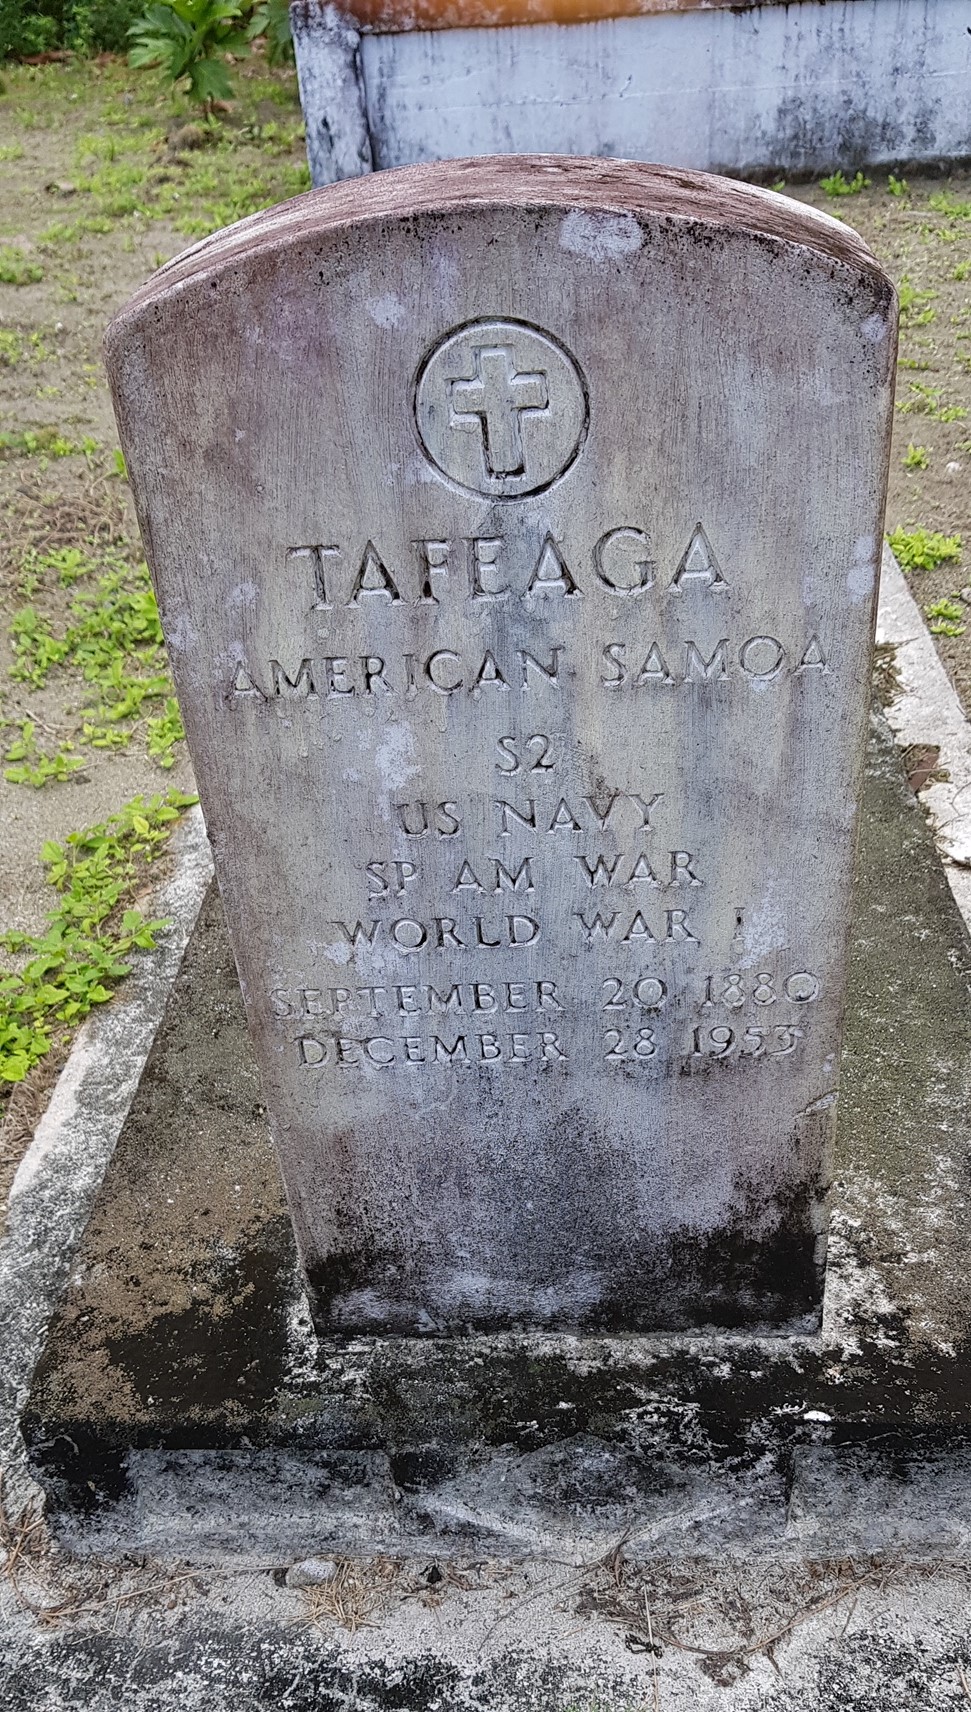 TAFEAGA
AMERICAN SAMOA
S2
US NAVY
SP AM WAR
WORLD WAR I
SEPTEMBER 20 1880
DECEMBER 28 1953